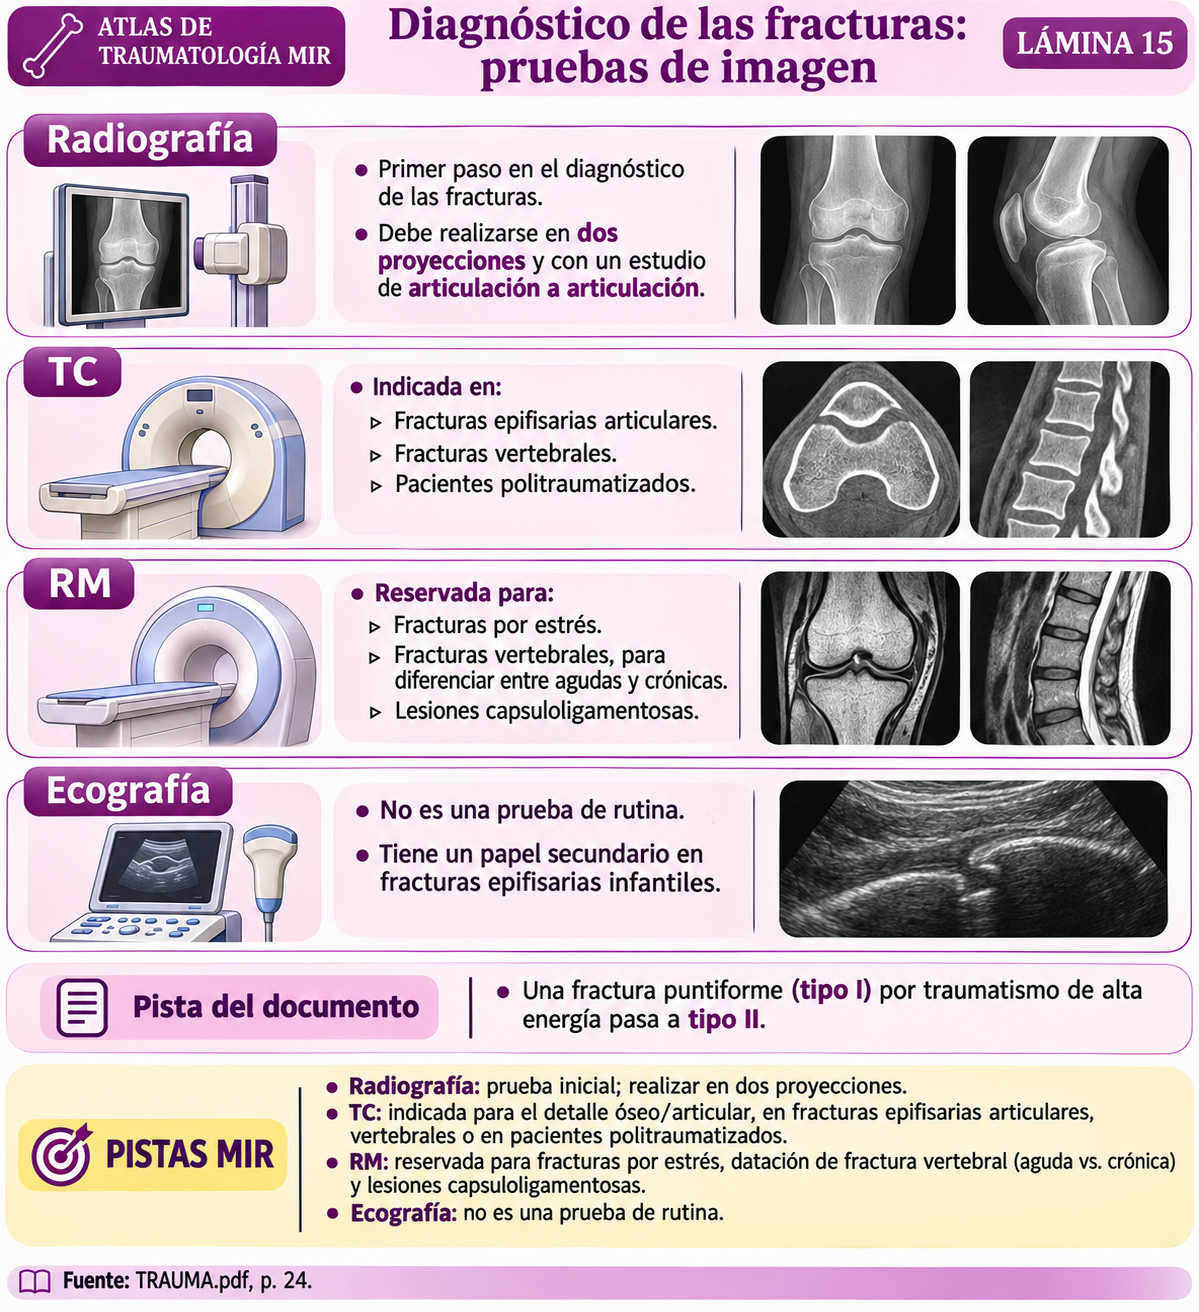 ATLAS DE
TRAUMATOLOGÍA MIR
Diagnóstico de las fracturas:
pruebas de imagen
LÁMINA 15
Radiografía
● Primer paso en el diagnóstico
de las fracturas.
● Debe realizarse en dos
proyecciones y con un estudio
de articulación a articulación.
TC
● Indicada en:
▹ Fracturas epifisarias articulares.
▹ Fracturas vertebrales.
▹ Pacientes politraumatizados.
RM
● Reservada para:
▹ Fracturas por estrés.
▹ Fracturas vertebrales, para
diferenciar entre agudas y crónicas.
▹ Lesiones capsuloligamentosas.
Ecografía
● No es una prueba de rutina.
● Tiene un papel secundario en
fracturas epifisarias infantiles.
Pista del documento
● Una fractura puntiforme (tipo I) por traumatismo de alta
energía pasa a tipo II.
PISTAS MIR
● Radiografía: prueba inicial; realizar en dos proyecciones.
● TC: indicada para el detalle óseo/articular, en fracturas epifisarias articulares,
vertebrales o en pacientes politraumatizados.
● RM: reservada para fracturas por estrés, datación de fractura vertebral (aguda vs. crónica)
y lesiones capsuloligamentosas.
● Ecografía: no es una prueba de rutina.
Fuente: TRAUMA.pdf, p. 24.